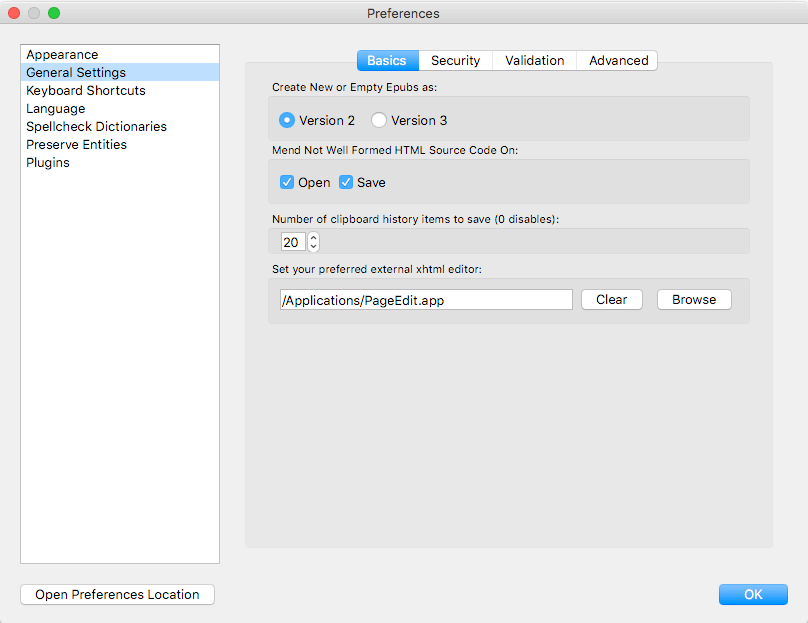 Preferences
Appearance
General Settings
Keyboard Shortcuts
Language
Spellcheck Dictionaries
Preserve Entities
Plugins
Basics Security Validation Advanced
Create New or Empty Epubs as:
Version 2 Version 3
Mend Not Well Formed HTML Source Code On:
Open Save
Number of clipboard history items to save (0 disables):
20
Set your preferred external xhtml editor:
/Applications/PageEdit.app Clear Browse
Open Preferences Location OK